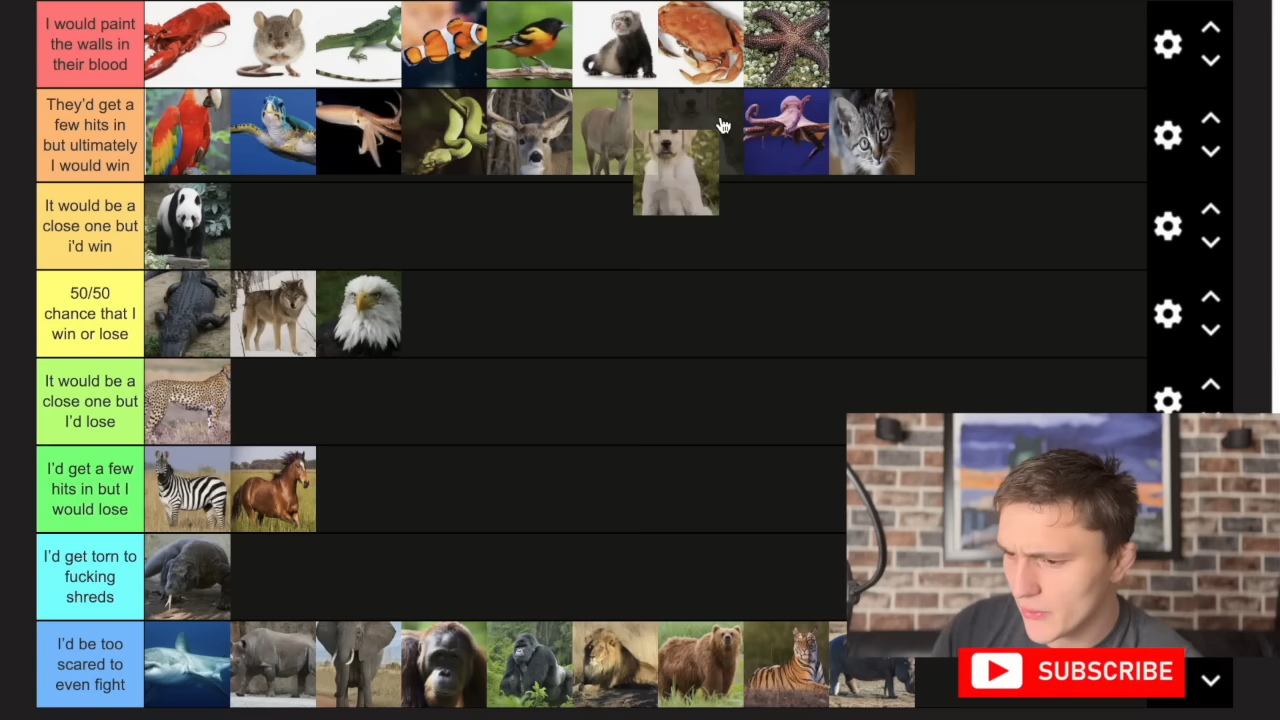 I would paint
the walls in
their blood
They'd get a
few hits in
but ultimately
I would win
It would be a
close one but
i'd win
50/50
chance that I
win or lose
It would be a
close one but
I'd lose
I'd get a few
hits in but I
would lose
I'd get torn to
fucking
shreds
I'd be too
scared to
even fight
SUBSCRIBE